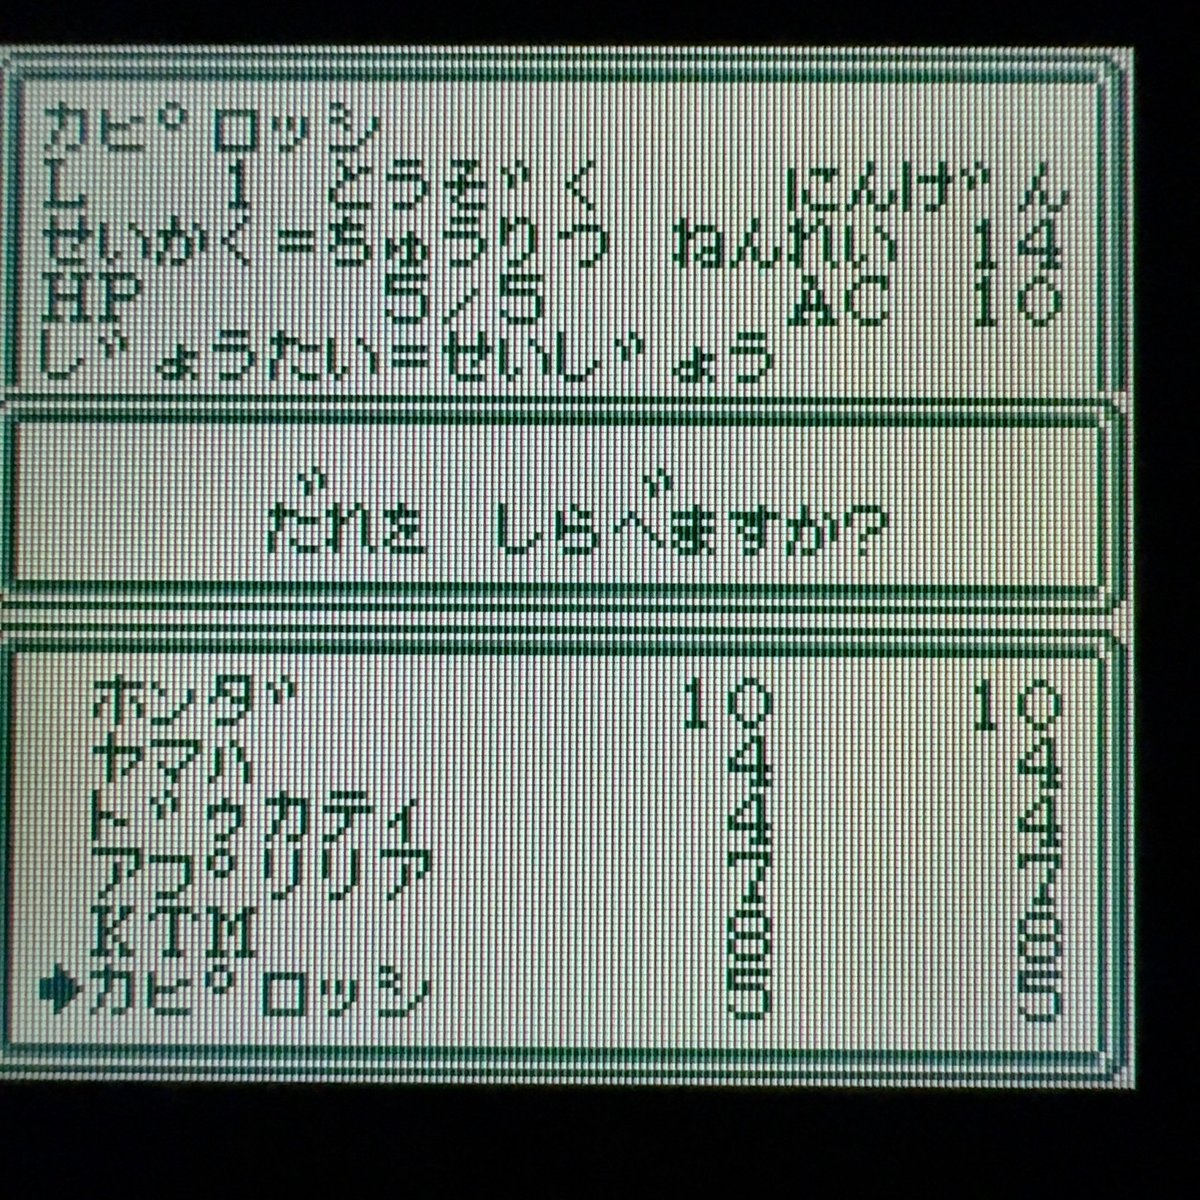 カピロッシ
L 1 とうぞく にんげん
せいかく=ちゅうりつ ねんれい 14
HP 5/5 AC 10
じょうたい=せいじょう
だれを しらべますか?
ホンダ 10 10
ヤマハ 4 4
ドゥカティ 4 4
アプリリア 7 7
KTM 8 8
カピロッシ 5 5